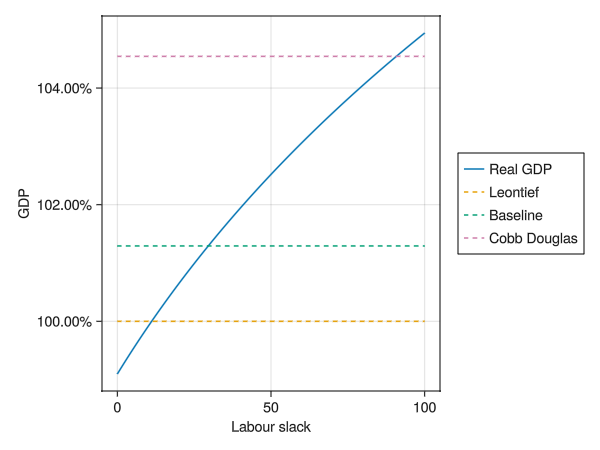 104.00%
102.00%
100.00%
GDP
0
50
100
Labour slack
Real GDP
Leontief
Baseline
Cobb Douglas